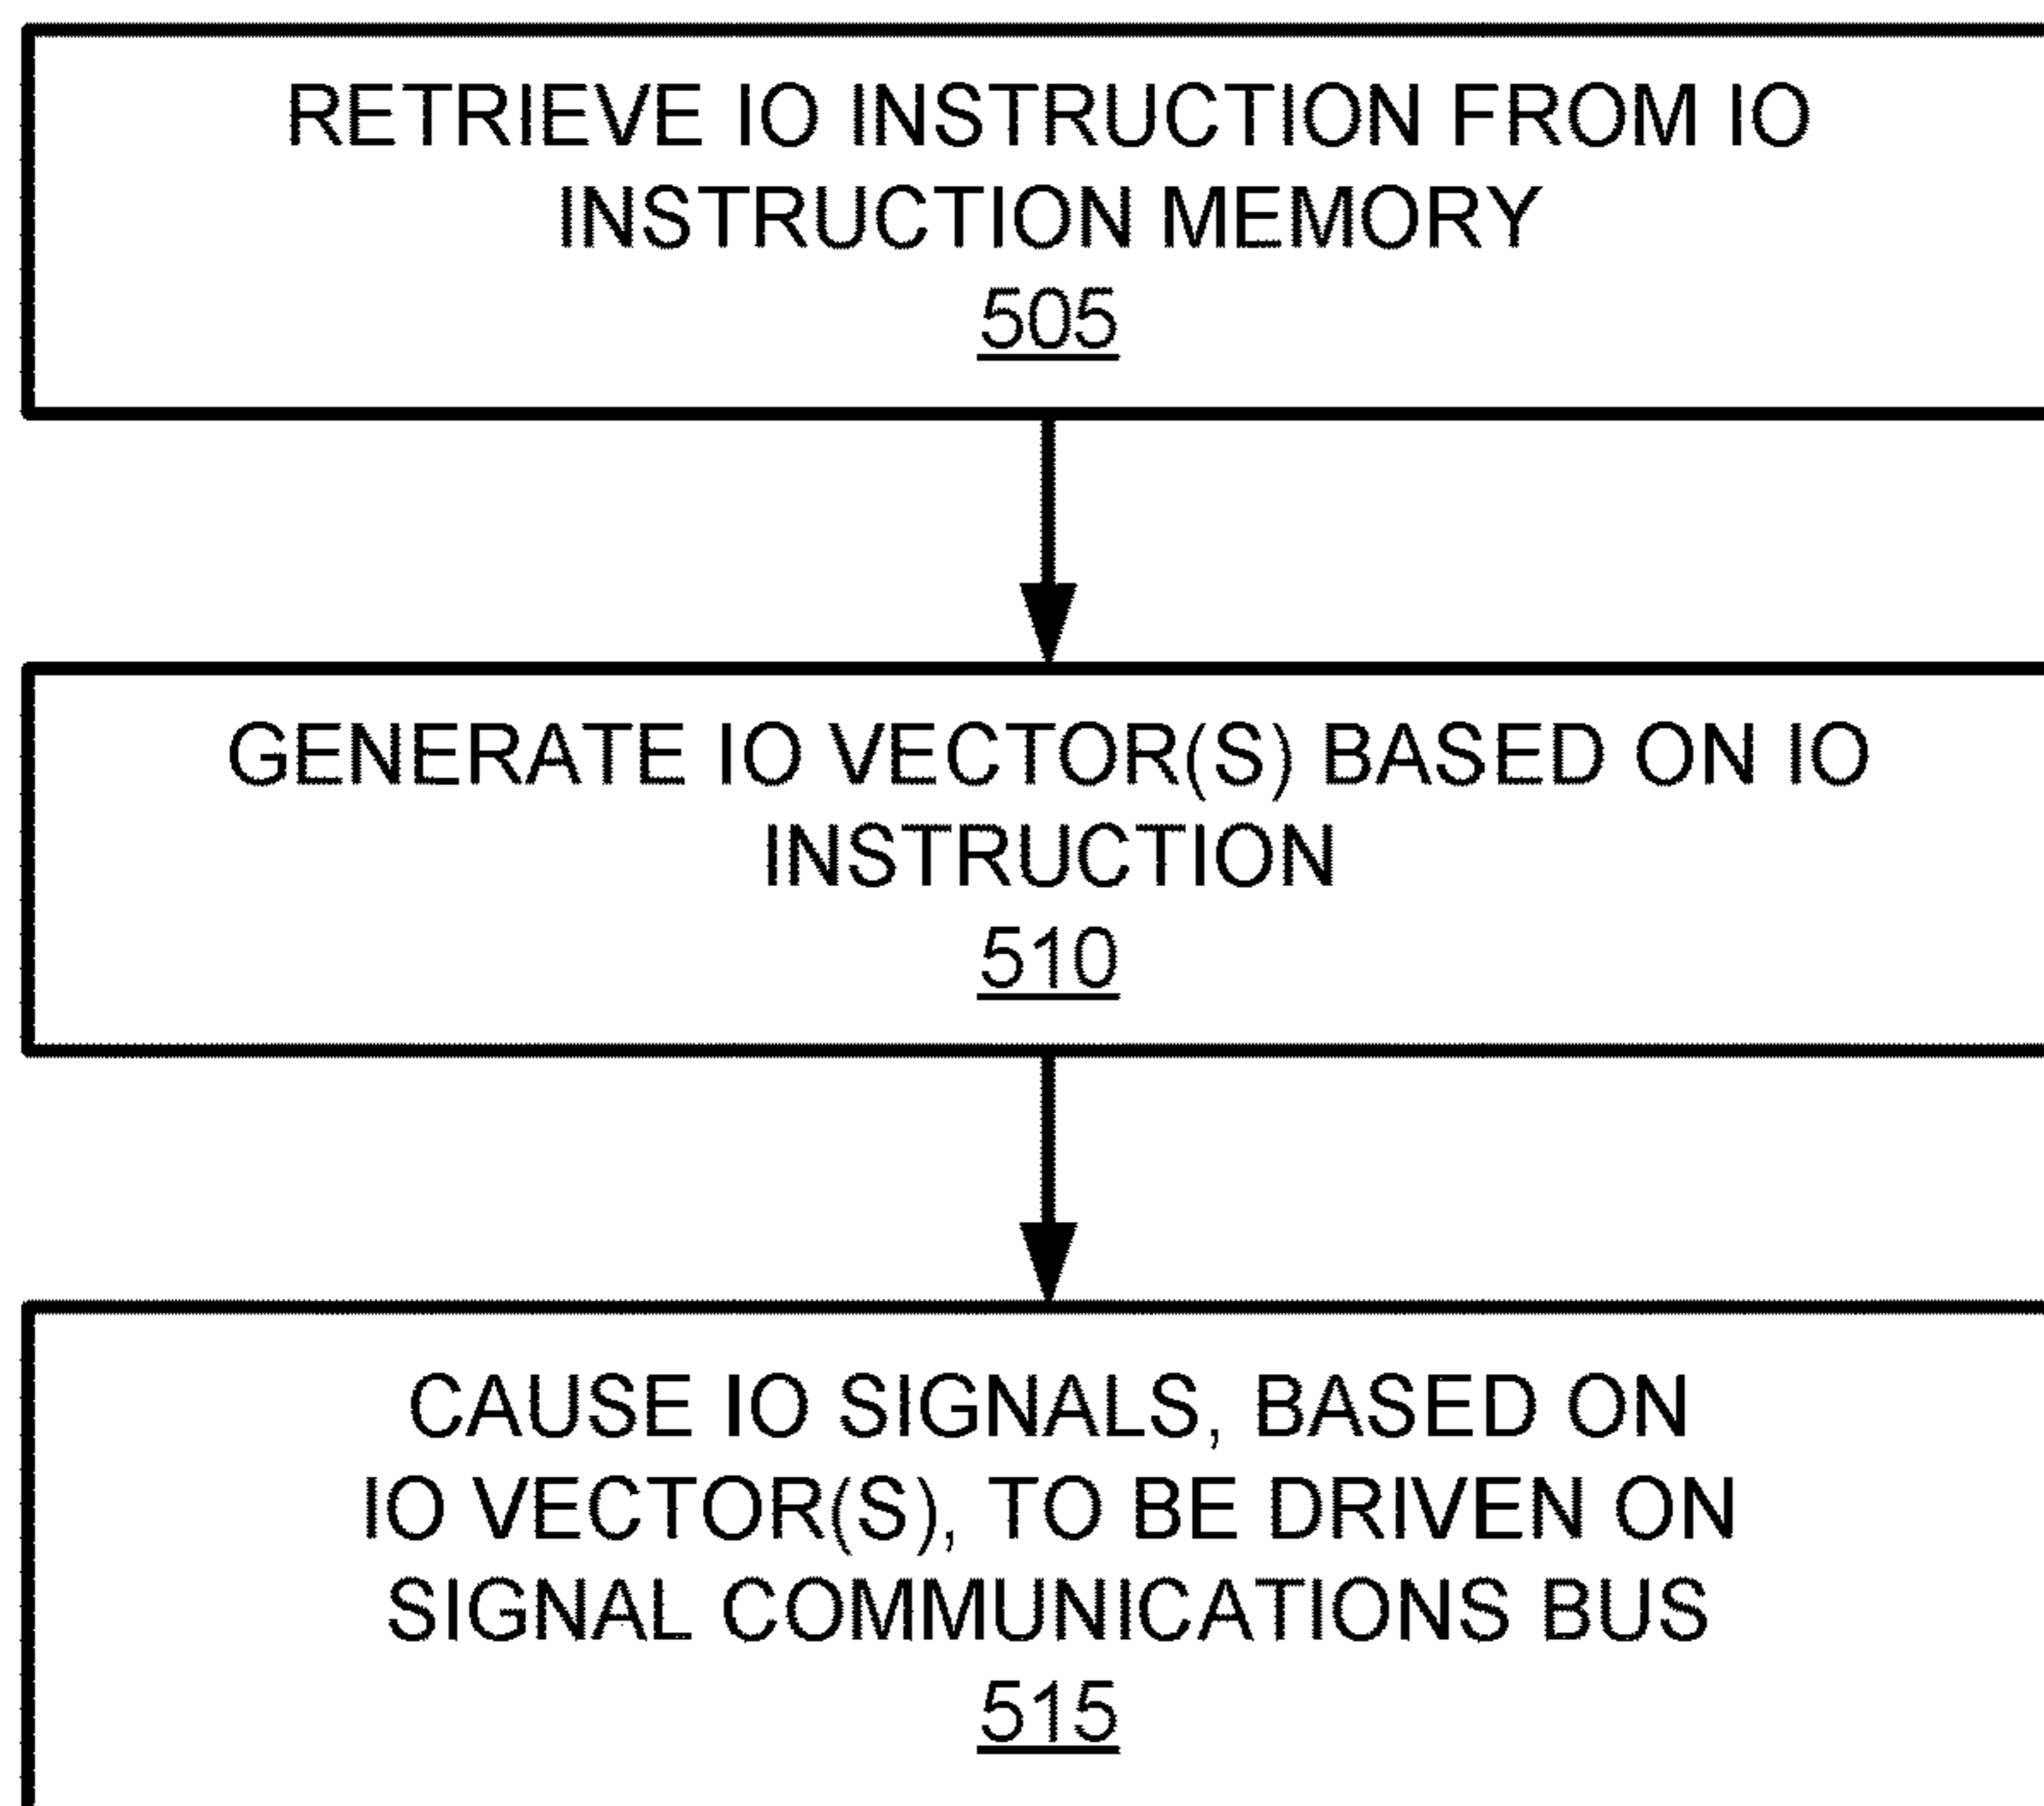 RETRIEVE IO INSTRUCTION FROM IO
INSTRUCTION MEMORY
505
GENERATE IO VECTOR(S) BASED ON IO
INSTRUCTION
510
CAUSE IO SIGNALS, BASED ON
IO VECTOR(S), TO BE DRIVEN ON
SIGNAL COMMUNICATIONS BUS
515